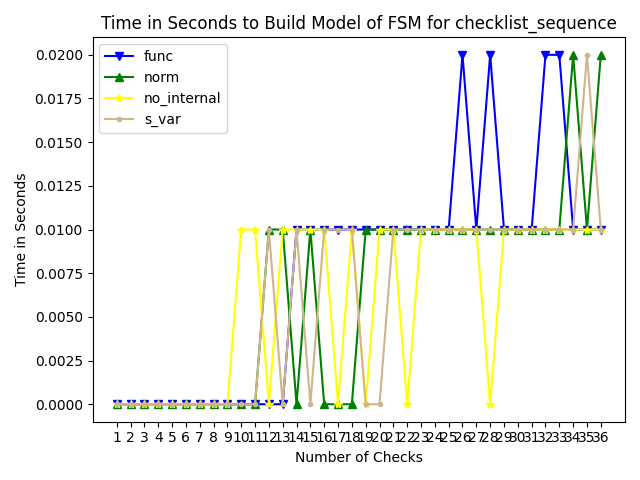 Time in Seconds to Build Model of FSM for checklist_sequence
func
norm
no_internal
s_var
Time in Seconds
0.0200
0.0175
0.0150
0.0125
0.0100
0.0075
0.0050
0.0025
0.0000
1 2 3 4 5 6 7 8 9 10 11 12 13 14 15 16 17 18 19 20 21 22 23 24 25 26 27 28 29 30 31 32 33 34 35 36
Number of Checks